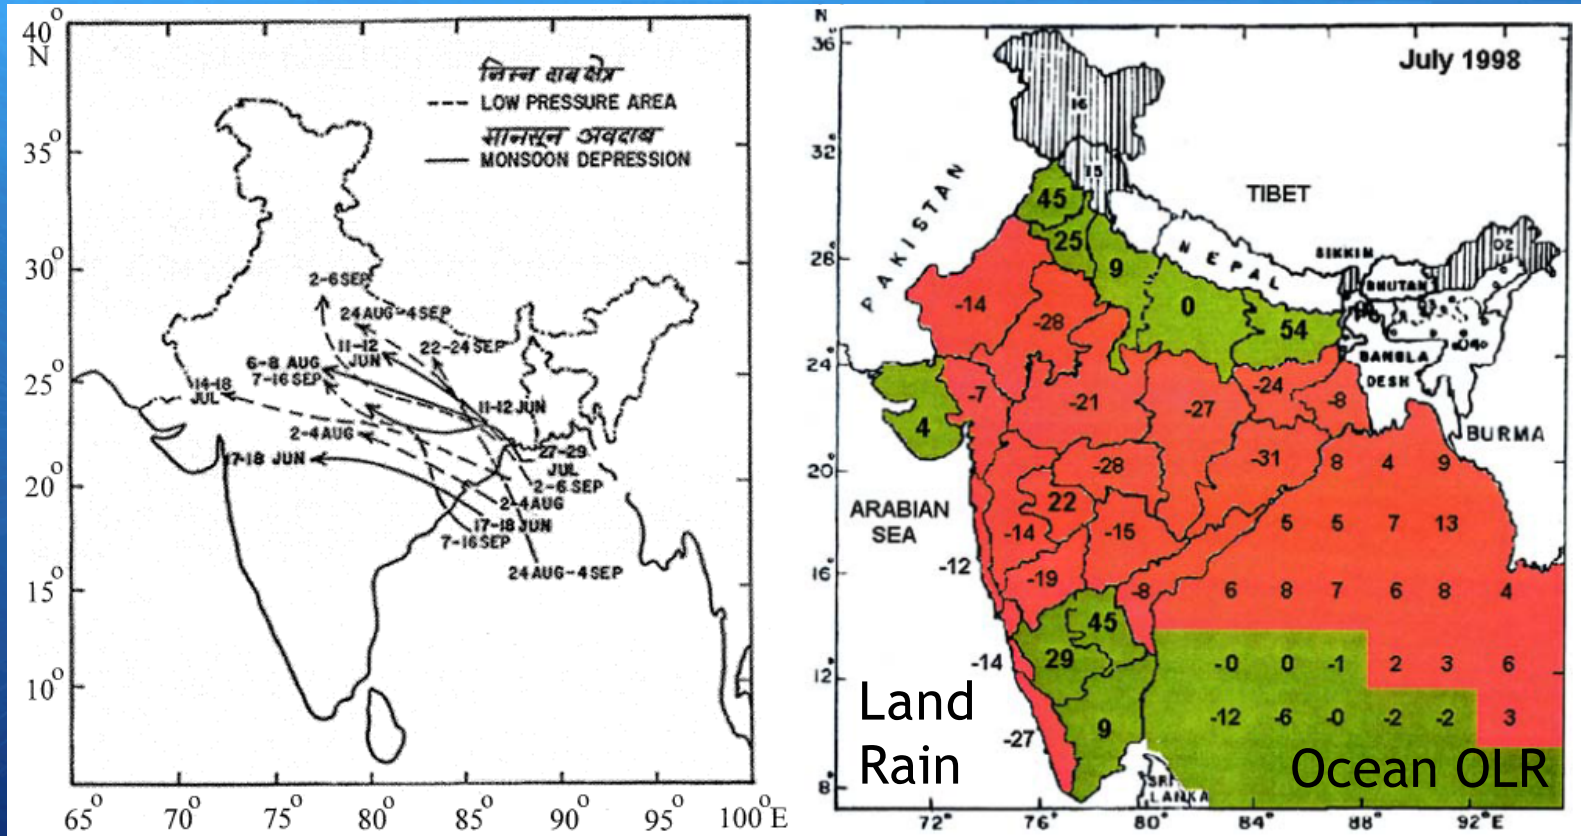 40°
N
35°
30°
25°
20°
15°
10°
65°
70°
75°
80°
85°
90°
95°
100°E
निम्न दाब क्षेत्र
LOW PRESSURE AREA
मानसून अवदाब
MONSOON DEPRESSION
2-6 SEP
24 AUG-4 SEP
11-12
JUN
22-24 SEP
6-8 AUG
7-16 SEP
14-18
JUL
11-12 JUN
2-4 AUG
17-18 JUN
27-29
JUL
2-6 SEP
2-4 AUG
17-18 JUN
7-16 SEP
24 AUG-4 SEP
N
36°
32°
28°
24°
20°
16°
12°
8°
72°
76°
80°
84°
88°
92°E
July 1998
16
15
45
TIBET
PAKISTAN
25
9
NEPAL
SIKKIM
02
BHUTAN
-14
-28
0
54
03
04
BANGLA
DESH
4
-7
-21
-27
-24
-8
BURMA
-28
-31
8 4 9
ARABIAN
SEA
22
-14
-15
5 5 7 13
-12
-19
-8
6 8 7 6 8 4
45
-14
29
-0 0 -1 2 3 6
-27
9
-12 -6 -0 -2 -2 3
Land
Rain
SRI
LANKA
Ocean OLR